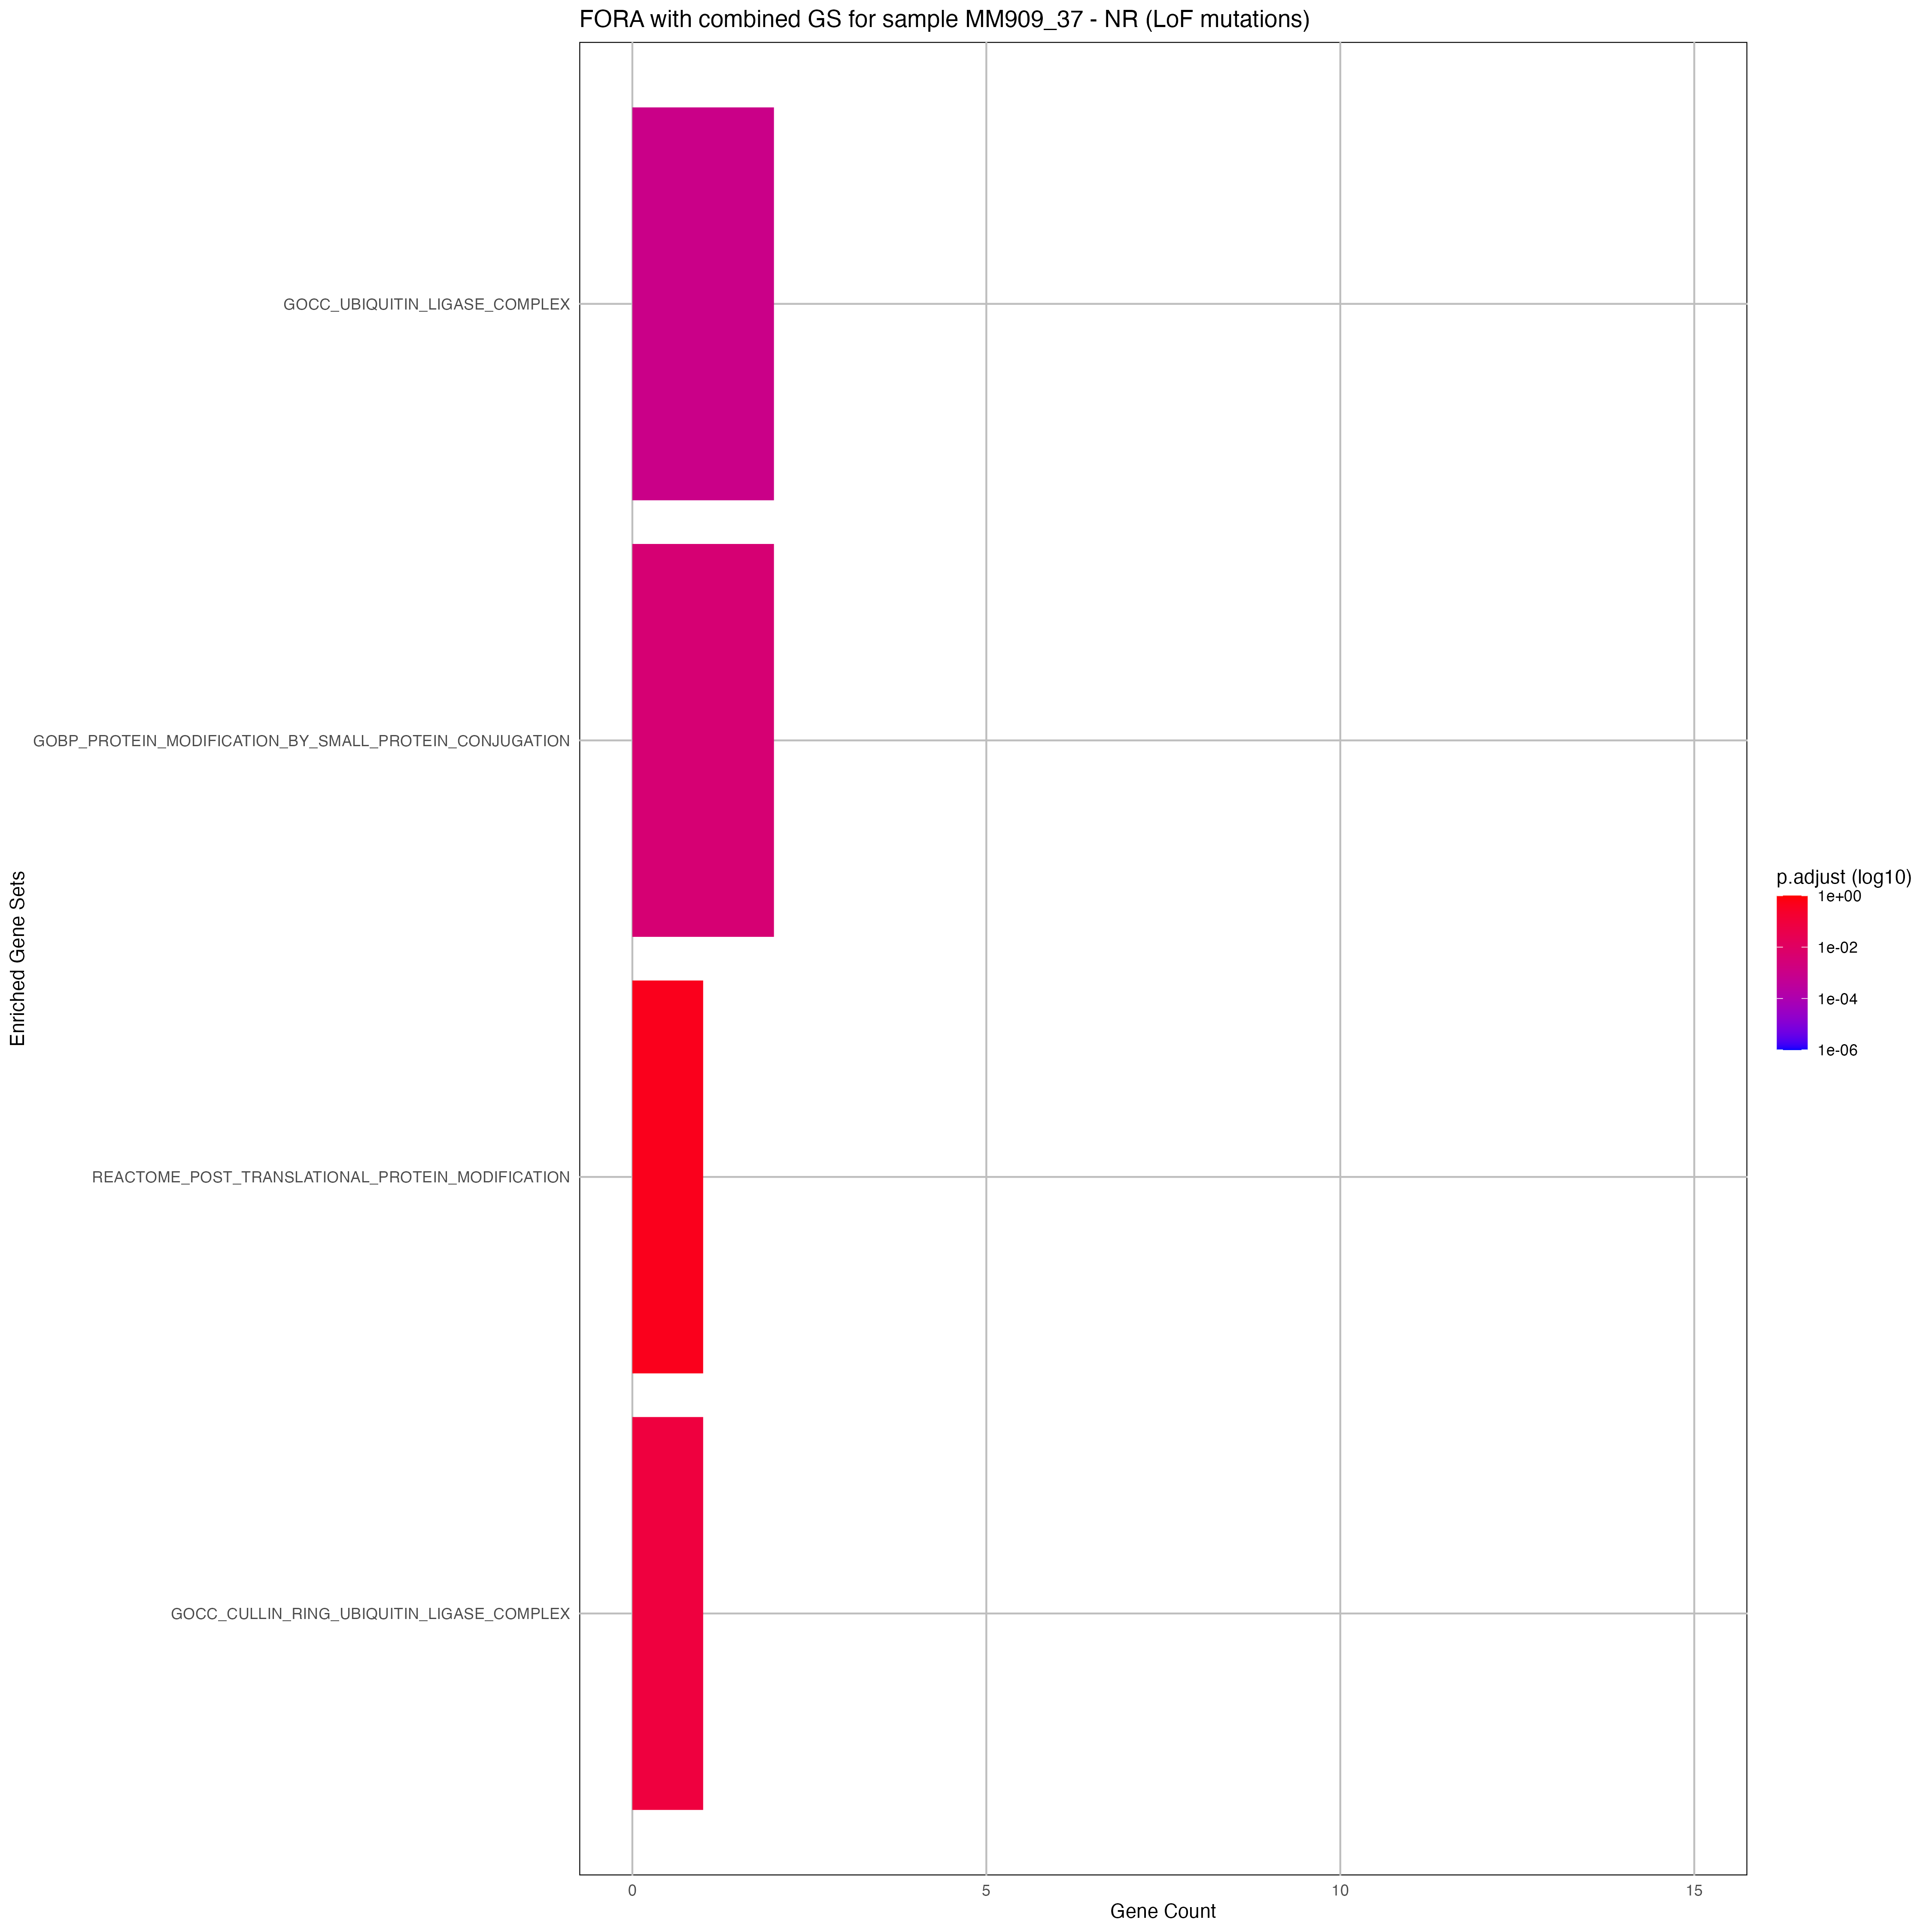 FORA with combined GS for sample MM909_37 - NR (LoF mutations)
GOCC_UBIQUITIN_LIGASE_COMPLEX
GOBP_PROTEIN_MODIFICATION_BY_SMALL_PROTEIN_CONJUGATION
REACTOME_POST_TRANSLATIONAL_PROTEIN_MODIFICATION
GOCC_CULLIN_RING_UBIQUITIN_LIGASE_COMPLEX
Enriched Gene Sets
0 5 10 15
Gene Count
p.adjust (log10)
1e+00
1e-02
1e-04
1e-06